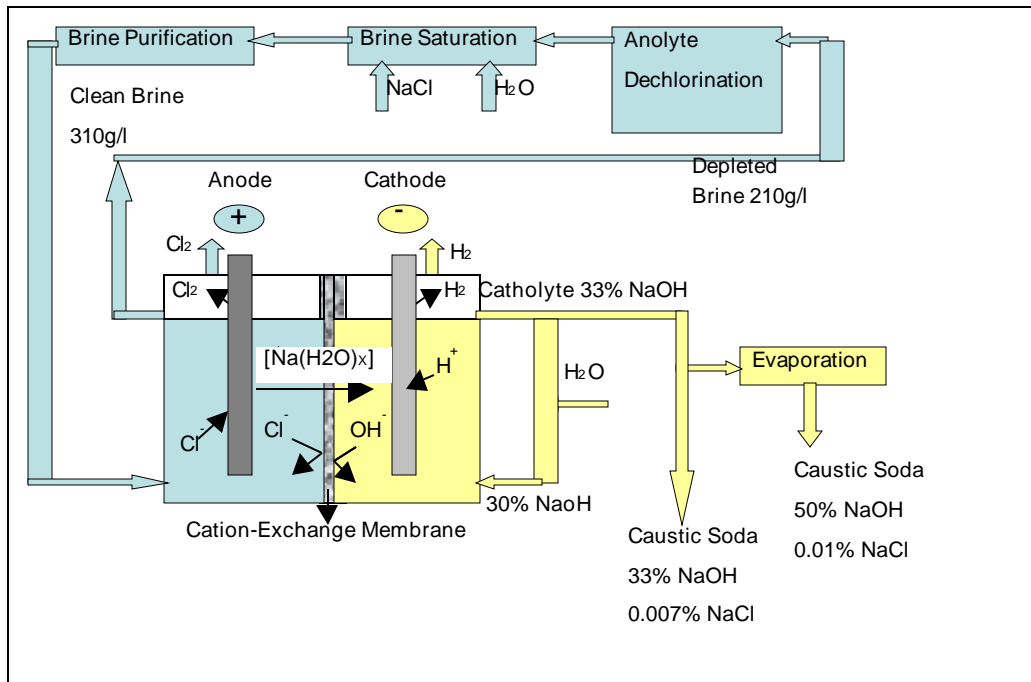 Brine Purification
Brine Saturation
Anolyte
Dechlorination
NaCl
H2O
Clean Brine
310g/l
Depleted
Brine 210g/l
Anode
Cathode
+
-
Cl2
H2
Cl2
H2
Catholyte 33% NaOH
[Na(H2O)x]
H+
H2O
Evaporation
Cl-
Cl-
OH-
30% NaoH
Cation-Exchange Membrane
Caustic Soda
33% NaOH
0.007% NaCl
Caustic Soda
50% NaOH
0.01% NaCl